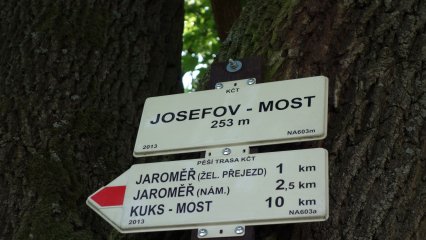 KČT
JOSEFOV - MOST
253 m
2013 NA603m
PĚŠÍ TRASA KČT
JAROMĚŘ (ŽEL. PŘEJEZD) 1 km
JAROMĚŘ (NÁM.) 2,5 km
KUKS - MOST 10 km
2013 NA603a